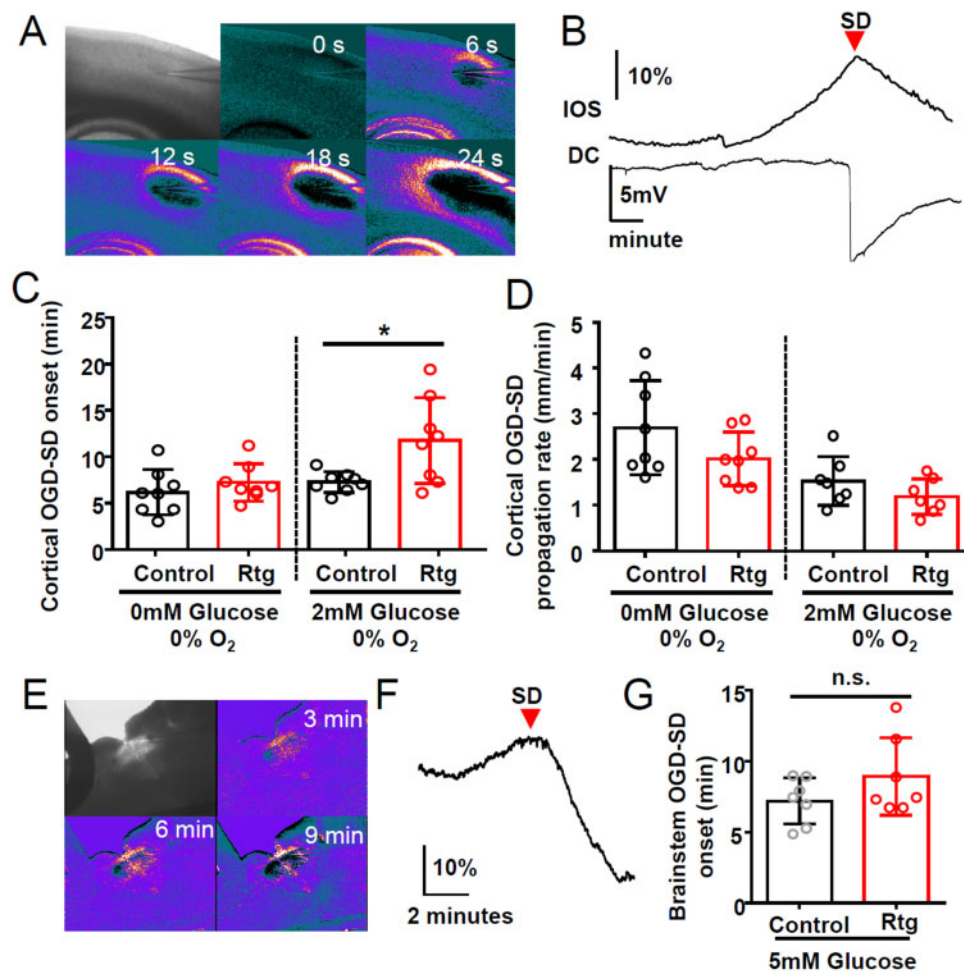 A
0 s
6 s
12 s
18 s
24 s
B
SD
10%
IOS
DC
5mV
minute
C
Cortical OGD-SD onset (min)
25
20
15
10
5
0
*
Control Rtg Control Rtg
0mM Glucose 2mM Glucose
0% O₂ 0% O₂
D
Cortical OGD-SD
propagation rate (mm/min)
5
4
3
2
1
0
Control Rtg Control Rtg
0mM Glucose 2mM Glucose
0% O₂ 0% O₂
E
3 min
6 min
9 min
F
SD
10%
2 minutes
G
n.s.
Brainstem OGD-SD
onset (min)
15
10
5
0
Control Rtg
5mM Glucose